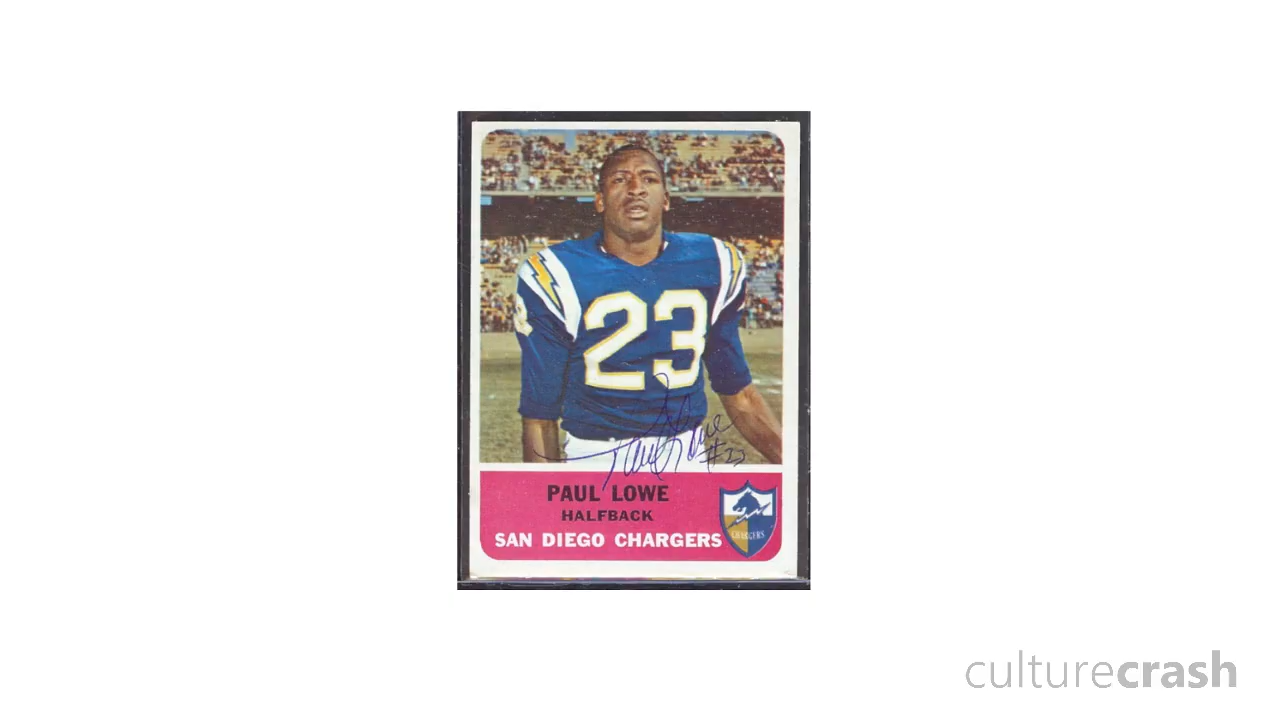 23
Paul Lowe
#23
PAUL LOWE
HALFBACK
SAN DIEGO CHARGERS
CHARGERS
culturecrash